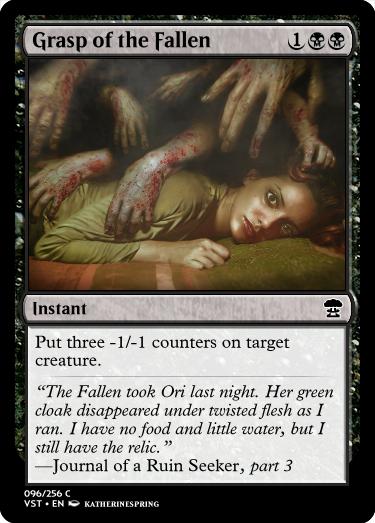 Grasp of the Fallen 1
Instant
Put three -1/-1 counters on target
creature.
“The Fallen took Ori last night. Her green
cloak disappeared under twisted flesh as I
ran. I have no food and little water, but I
still have the relic.”
—Journal of a Ruin Seeker, part 3
096/256 C
VST • EN KATHERINESPRING